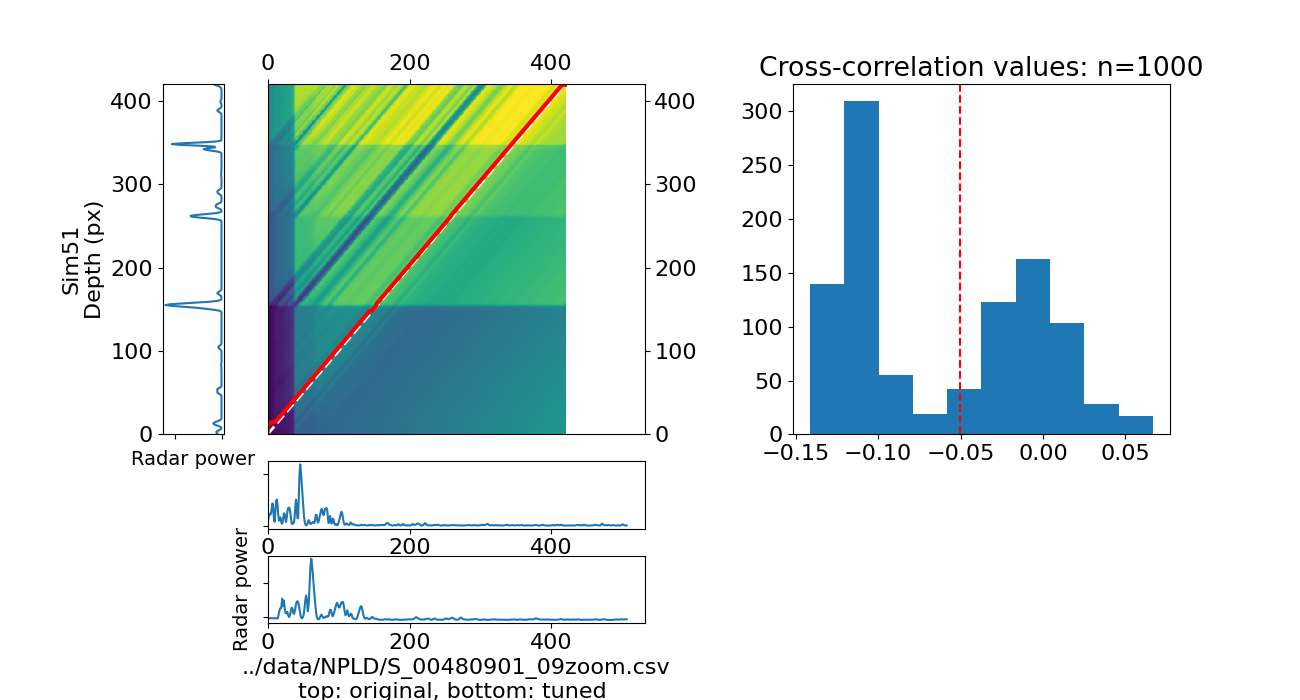 0 200 400
Cross-correlation values: n=1000
400
300
200
100
0
Sim51
Depth (px)
Radar power
400
300
200
100
0
300
250
200
150
100
50
0
−0.15 −0.10 −0.05 0.00 0.05
0 200 400
Radar power
0 200 400
../data/NPLD/S_00480901_09zoom.csv
top: original, bottom: tuned